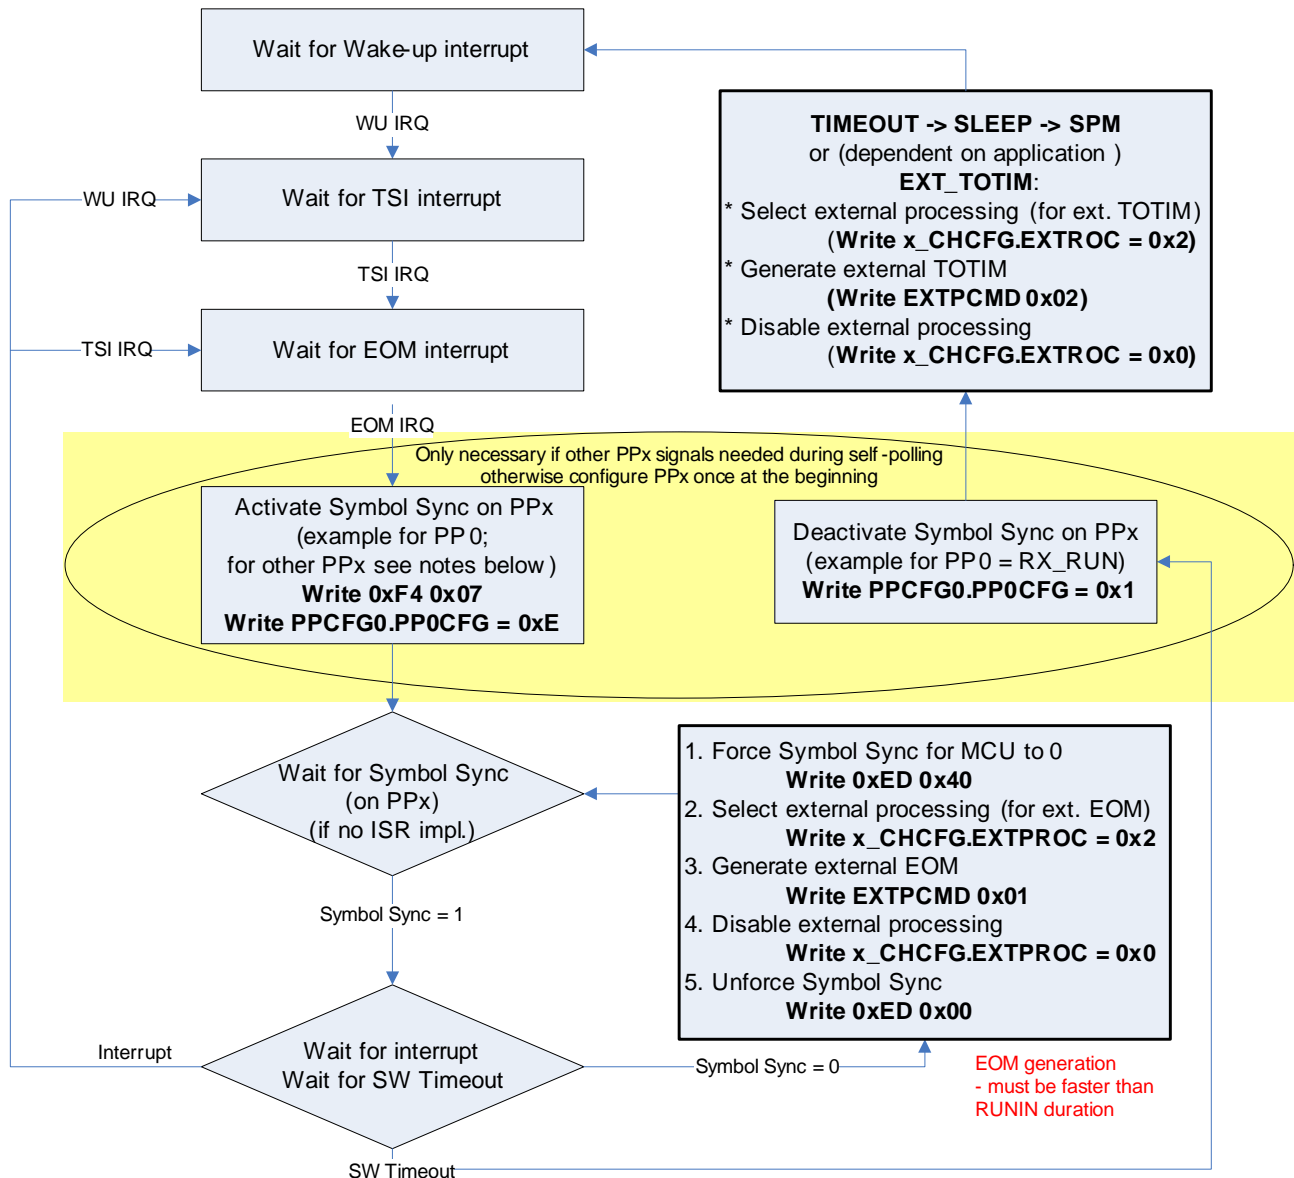 Wait for Wake-up interrupt
WU IRQ
WU IRQ
Wait for TSI interrupt
TSI IRQ
TSI IRQ
Wait for EOM interrupt
EOM IRQ
TIMEOUT -> SLEEP -> SPM
or (dependent on application )
EXT_TOTIM:
* Select external processing (for ext. TOTIM)
(Write x_CHCFG.EXTROC = 0x2)
* Generate external TOTIM
(Write EXTPCMD 0x02)
* Disable external processing
(Write x_CHCFG.EXTROC = 0x0)
Only necessary if other PPx signals needed during self-polling
otherwise configure PPx once at the beginning
Activate Symbol Sync on PPx
(example for PP0;
for other PPx see notes below)
Write 0xF4 0x07
Write PPCFG0.PP0CFG = 0xE
Deactivate Symbol Sync on PPx
(example for PP0 = RX_RUN)
Write PPCFG0.PP0CFG = 0x1
Wait for Symbol Sync
(on PPx)
(if no ISR impl.)
Symbol Sync = 1
1. Force Symbol Sync for MCU to 0
Write 0xED 0x40
2. Select external processing (for ext. EOM)
Write x_CHCFG.EXTPROC = 0x2
3. Generate external EOM
Write EXTPCMD 0x01
4. Disable external processing
Write x_CHCFG.EXTPROC = 0x0
5. Unforce Symbol Sync
Write 0xED 0x00
Interrupt
Wait for interrupt
Wait for SW Timeout
Symbol Sync = 0
EOM generation
- must be faster than
RUNIN duration
SW Timeout